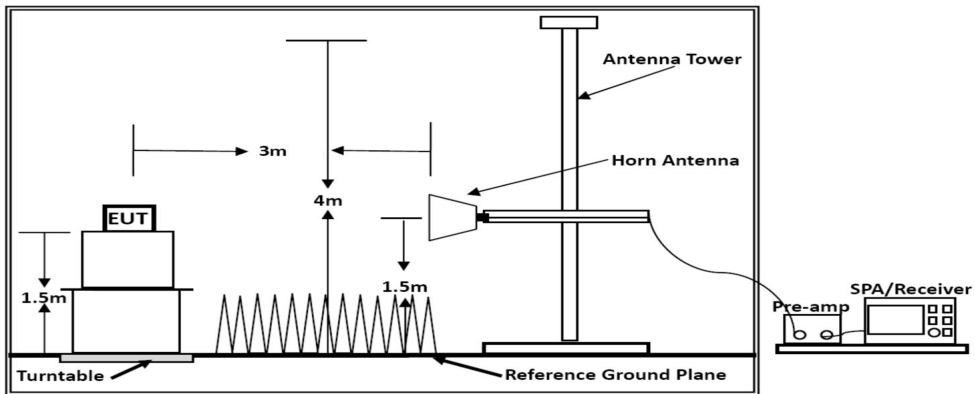 Antenna Tower
3m
Horn Antenna
4m
EUT
1.5m
1.5m
SPA/Receiver
Pre-amp
Turntable
Reference Ground Plane